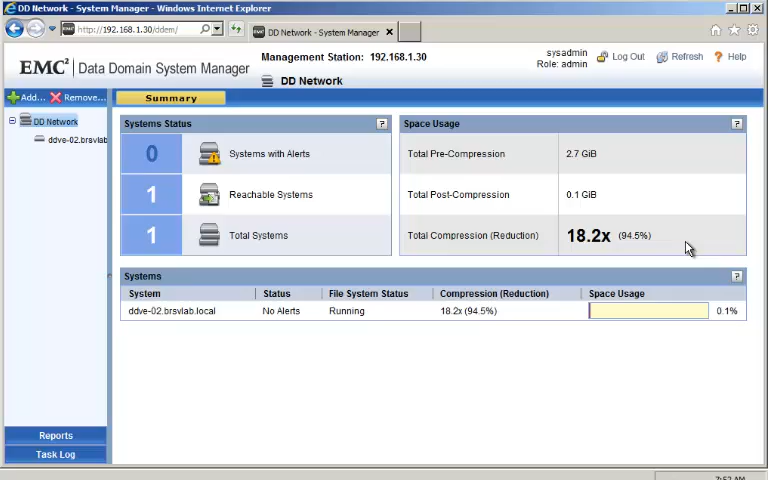 DD Network - System Manager - Windows Internet Explorer
http://192.168.1.30/ddem/
DD Network - System Manager
EMC² | Data Domain System Manager
Management Station: 192.168.1.30
DD Network
sysadmin
Role: admin
Log Out
Refresh
Help
Add...
Remove...
Summary
DD Network
ddve-02.brsvlab
Systems Status
0 Systems with Alerts
1 Reachable Systems
1 Total Systems
Space Usage
Total Pre-Compression 2.7 GiB
Total Post-Compression 0.1 GiB
Total Compression (Reduction) 18.2x (94.5%)
Systems
System Status File System Status Compression (Reduction) Space Usage
ddve-02.brsvlab.local No Alerts Running 18.2x (94.5%) 0.1%
Reports
Task Log